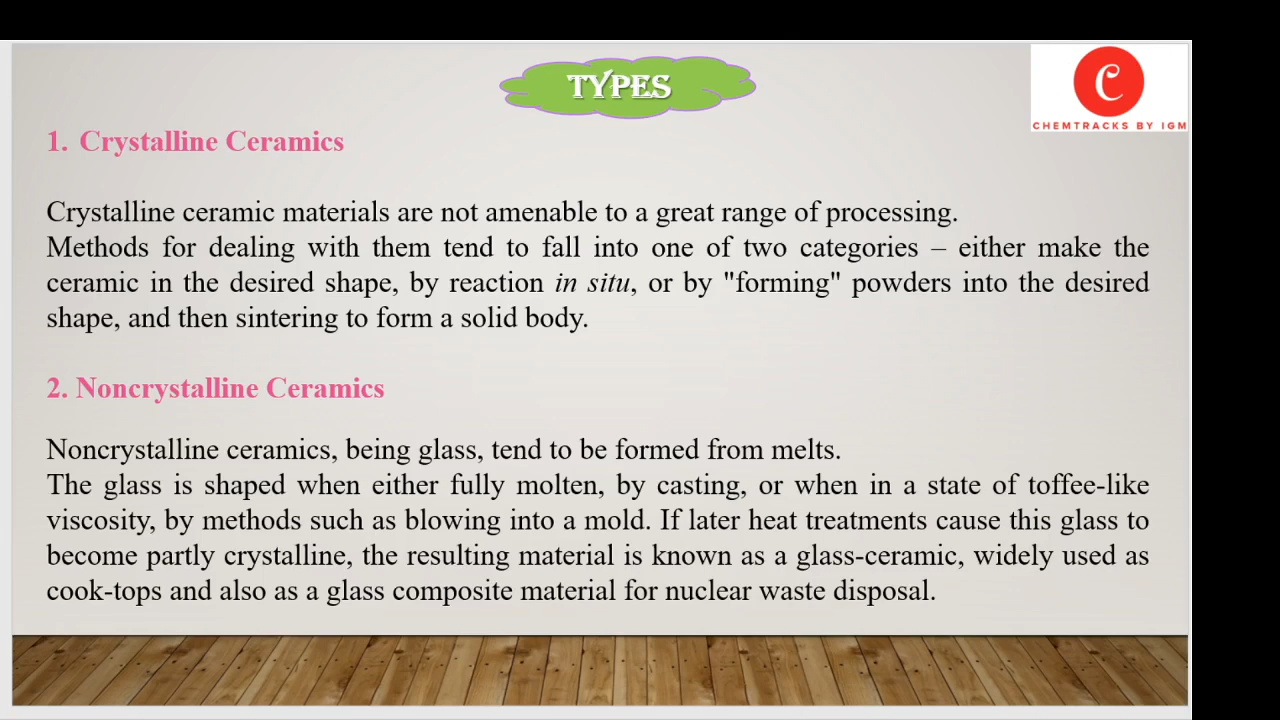 TYPES
C
CHEMTRACKS BY IGM
1. Crystalline Ceramics
Crystalline ceramic materials are not amenable to a great range of processing.
Methods for dealing with them tend to fall into one of two categories – either make the
ceramic in the desired shape, by reaction in situ, or by "forming" powders into the desired
shape, and then sintering to form a solid body.
2. Noncrystalline Ceramics
Noncrystalline ceramics, being glass, tend to be formed from melts.
The glass is shaped when either fully molten, by casting, or when in a state of toffee-like
viscosity, by methods such as blowing into a mold. If later heat treatments cause this glass to
become partly crystalline, the resulting material is known as a glass-ceramic, widely used as
cook-tops and also as a glass composite material for nuclear waste disposal.